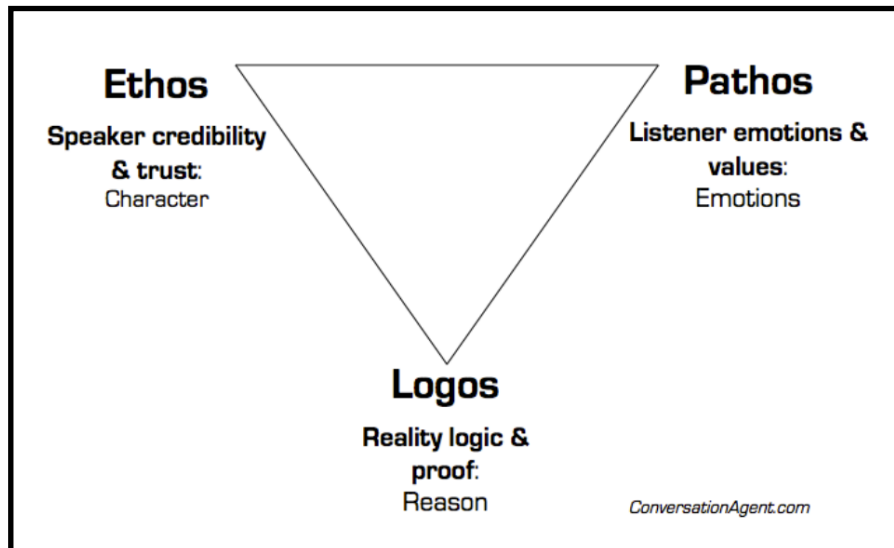 Ethos
Speaker credibility
& trust:
Character
Pathos
Listener emotions &
values:
Emotions
Logos
Reality logic &
proof:
Reason
ConversationAgent.com